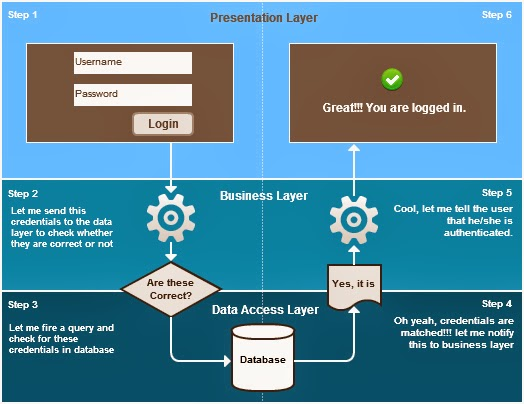 Step 1
Presentation Layer
Step 6
Username
Password
Login
Great!!! You are logged in.
Step 2
Let me send this
credentials to the data
layer to check whether
they are correct or not
Business Layer
Step 5
Cool, let me tell the user
that he/she is
authenticated.
Are these
Correct?
Yes, it is
Step 3
Let me fire a query and
check for these
credentials in database
Data Access Layer
Database
Step 4
Oh yeah, credentials are
matched!!! let me notify
this to business layer